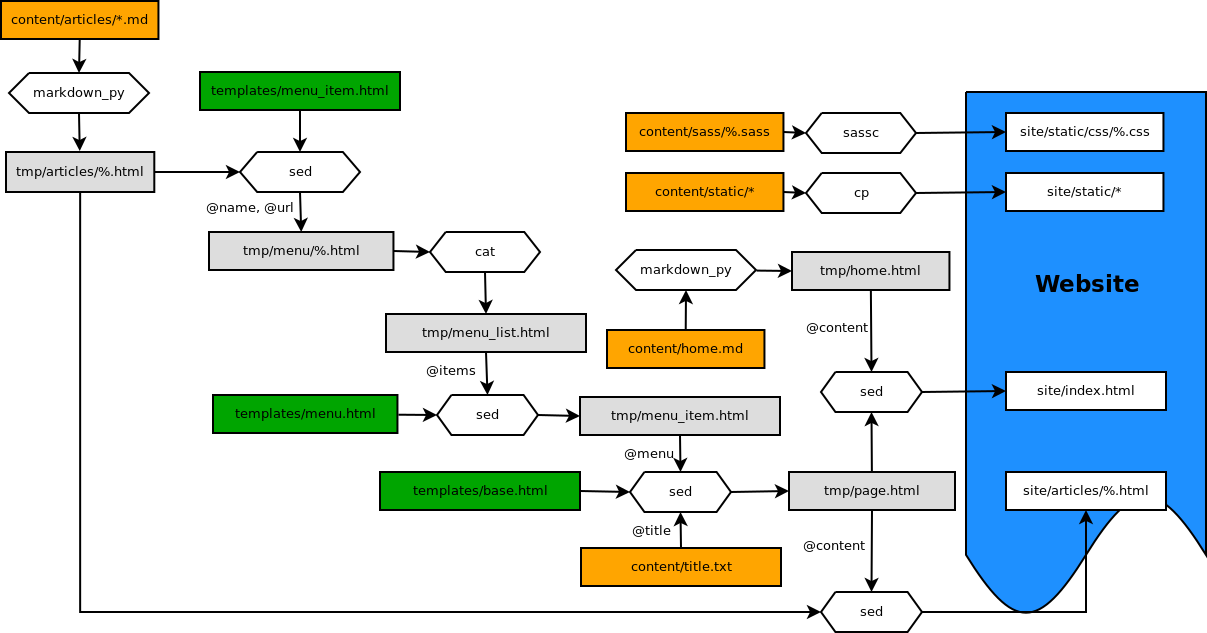 content/articles/*.md
markdown_py
templates/menu_item.html
tmp/articles/%.html
sed
@name, @url
tmp/menu/%.html
cat
tmp/menu_list.html
@items
templates/menu.html
sed
tmp/menu_item.html
@menu
templates/base.html
sed
tmp/page.html
@title
content/title.txt
content/sass/%.sass
sassc
site/static/css/%.css
content/static/*
cp
site/static/*
markdown_py
tmp/home.html
Website
@content
content/home.md
sed
site/index.html
site/articles/%.html
@content
sed